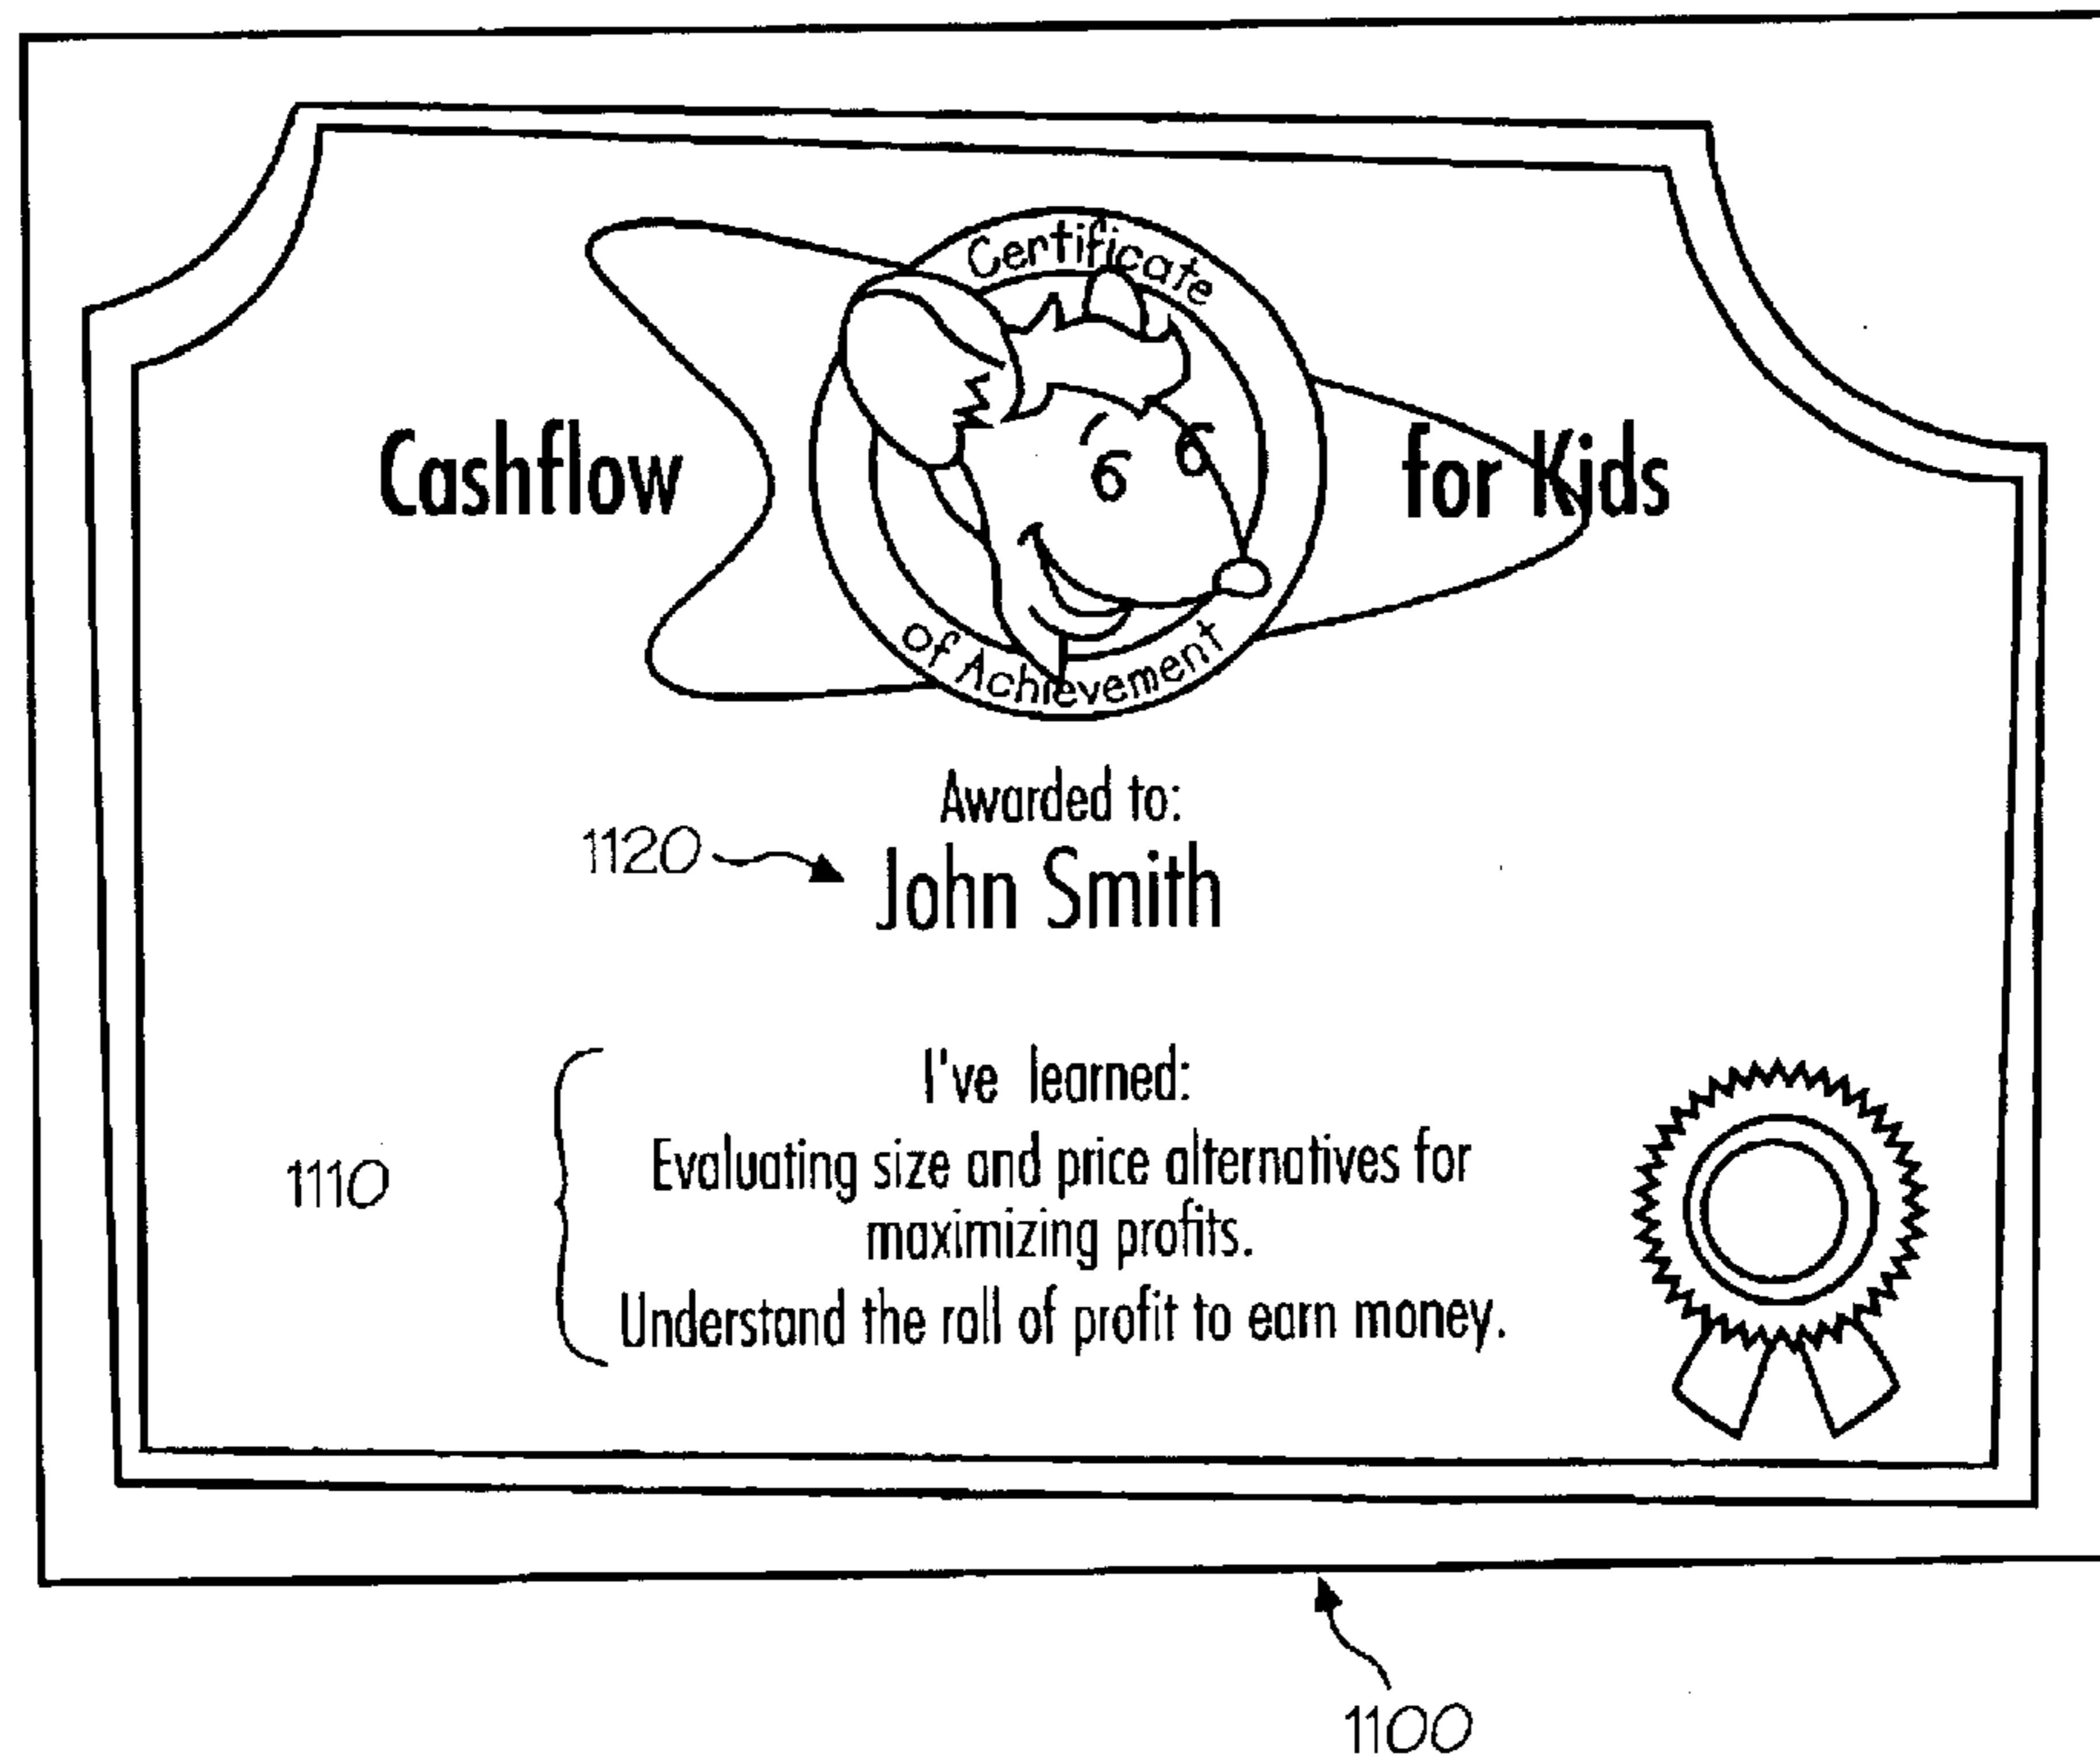 Certificate
Cashflow for Kids
of Achievement
Awarded to:
1120
John Smith
I've learned:
1110
Evaluating size and price alternatives for
maximizing profits.
Understand the roll of profit to earn money.
1100